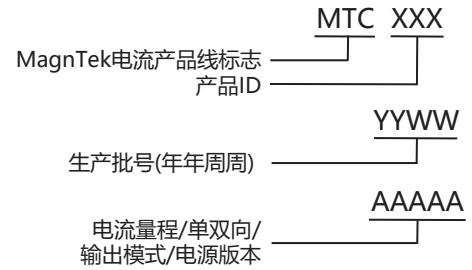 MTC XXX
MagnTek电流产品线标志
产品ID
YYWW
生产批号(年年周周)
AAAAA
电流量程/单双向/
输出模式/电源版本